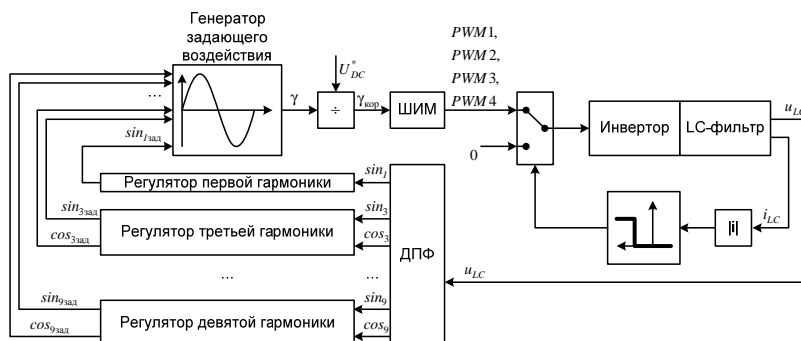 Генератор
задающего
воздействия
PWM1,
PWM2,
PWM3,
PWM4
U*DC
...
γ
÷
γкор
ШИМ
0
Инвертор
LC-фильтр
uLC
iLC
|i|
sin1зад
Регулятор первой гармоники
sin1
ДПФ
sin3зад
cos3зад
Регулятор третьей гармоники
sin3
cos3
...
...
uLC
sin9зад
cos9зад
Регулятор девятой гармоники
sin9
cos9